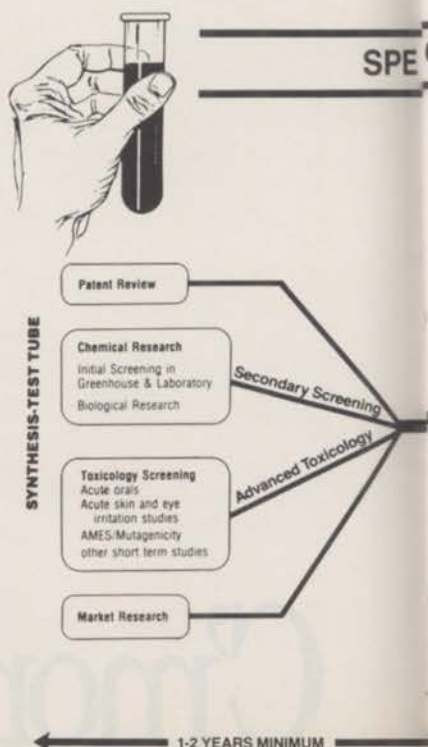 SPE
SYNTHESIS-TEST TUBE
Patent Review
Chemical Research
Initial Screening in
Greenhouse & Laboratory
Biological Research
Secondary Screening
Toxicology Screening
Acute orals
Acute skin and eye
irritation studies
AMES/Mutagenicity
other short term studies
Advanced Toxicology
Market Research
1-2 YEARS MINIMUM